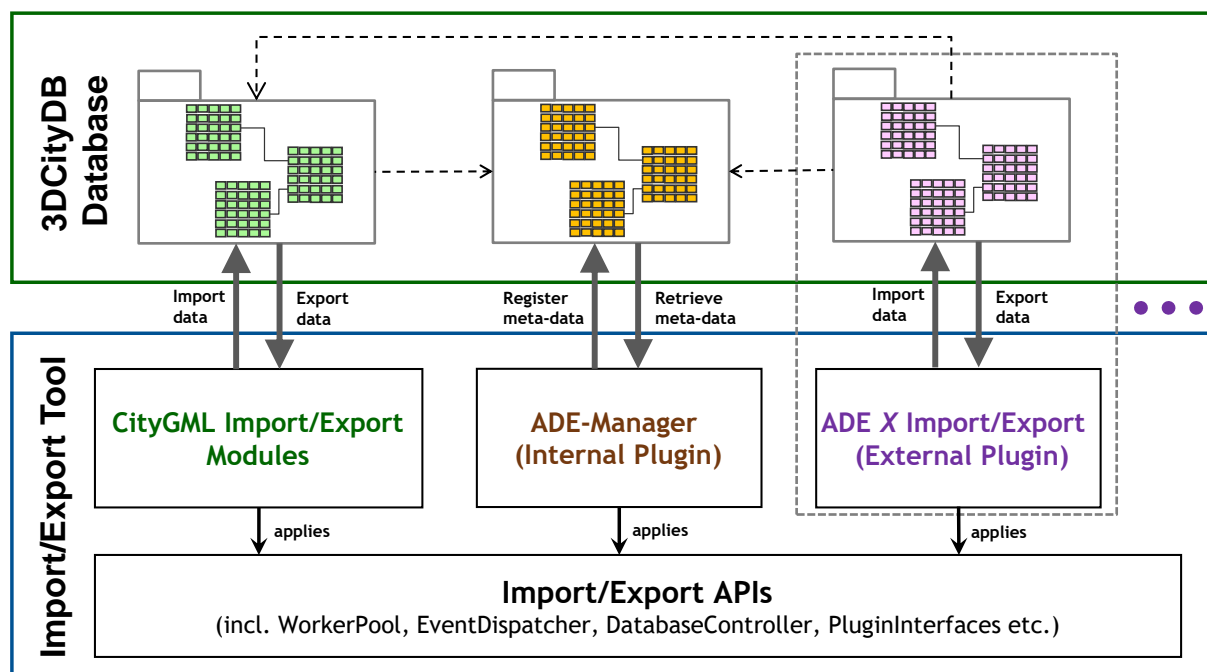 3DCityDB
Database
Import
data
Export
data
Register
meta-data
Retrieve
meta-data
Import
data
Export
data
Import/Export Tool
CityGML Import/Export
Modules
ADE-Manager
(Internal Plugin)
ADE X Import/Export
(External Plugin)
applies
applies
applies
Import/Export APIs
(incl. WorkerPool, EventDispatcher, DatabaseController, PluginInterfaces etc.)